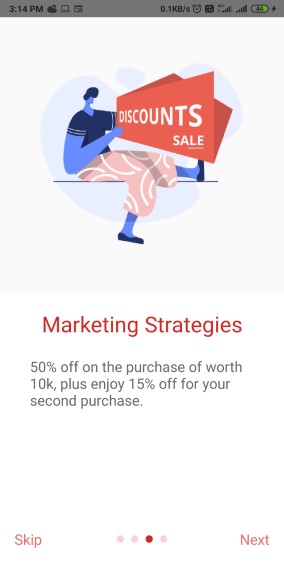 3:14 PM 0.1KB/s 44
DISCOUNTS
SALE
Marketing Strategies
50% off on the purchase of worth
10k, plus enjoy 15% off for your
second purchase.
Skip Next